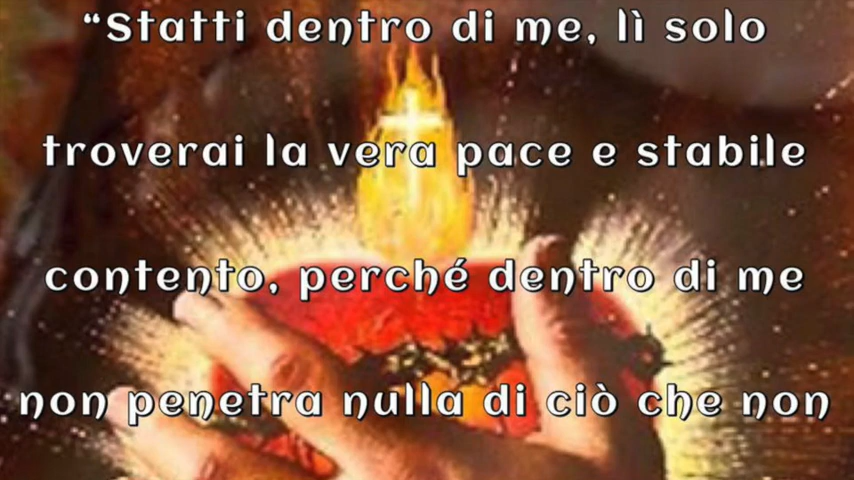 “Statti dentro di me, lì solo
troverai la vera pace e stabile
contento, perché dentro di me
non penetra nulla di ciò che non